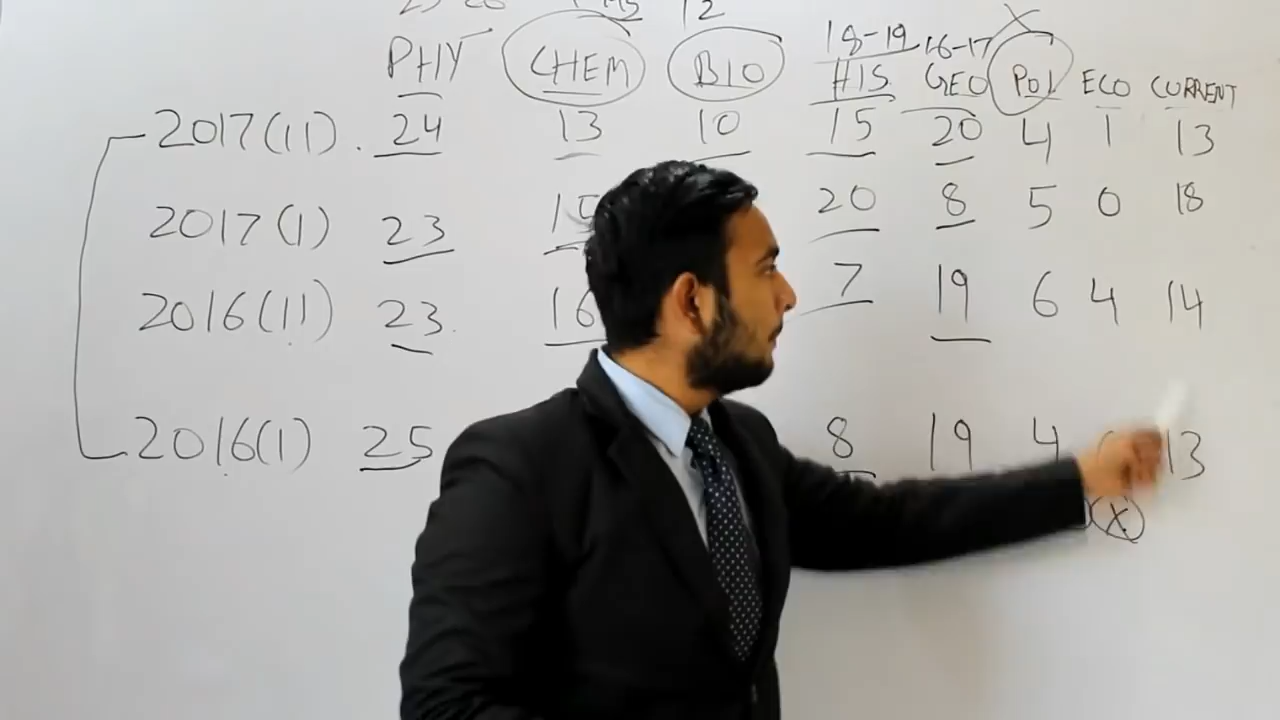 12
18-19 16-17 X
PHY CHEM BIO HIS GEO POL ECO CURRENT
2017(11). 24 13 10 15 20 4 1 13
2017(1) 23 20 8 5 0 18
2016(11) 23. 16 7 19 6 4 14
2016(1) 25 8 19 4 13
X